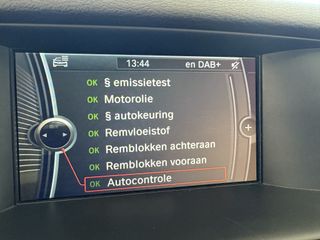 13:44 en DAB+
OK § emissietest
OK Motorolie
OK § autokeuring
OK Remvloeistof
OK Remblokken achteraan
OK Remblokken vooraan
OK Autocontrole